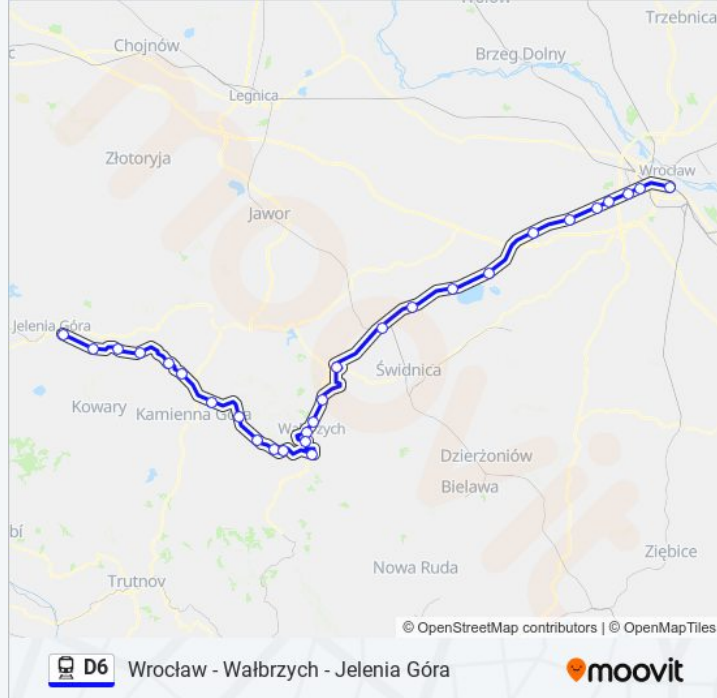 Chojnów
Trzebnica
Brzeg Dolny
Legnica
Złotoryja
Wrocław
Jawor
Jelenia Góra
Świdnica
Kowary
Kamienna Góra
Wałbrzych
Dzierżoniów
Bielawa
Nowa Ruda
Ziębice
Trutnov
© OpenStreetMap contributors | © OpenMapTiles
D6 Wrocław - Wałbrzych - Jelenia Góra
moovit